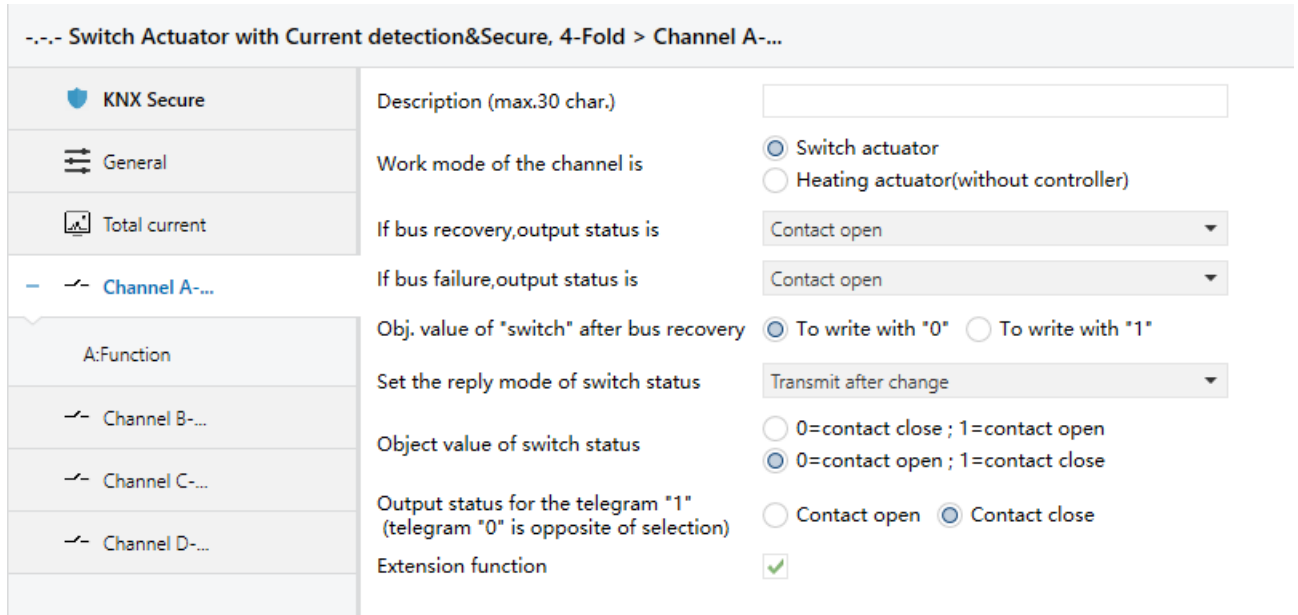 -.-.- Switch Actuator with Current detection&Secure, 4-Fold > Channel A-...
KNX Secure
General
Total current
Channel A-...
A:Function
Channel B-...
Channel C-...
Channel D-...
Description (max.30 char.)
Work mode of the channel is
Switch actuator
Heating actuator(without controller)
If bus recovery,output status is
Contact open
If bus failure,output status is
Contact open
Obj. value of "switch" after bus recovery
To write with "0" To write with "1"
Set the reply mode of switch status
Transmit after change
Object value of switch status
0=contact close ; 1=contact open
0=contact open ; 1=contact close
Output status for the telegram "1"
(telegram "0" is opposite of selection)
Contact open Contact close
Extension function